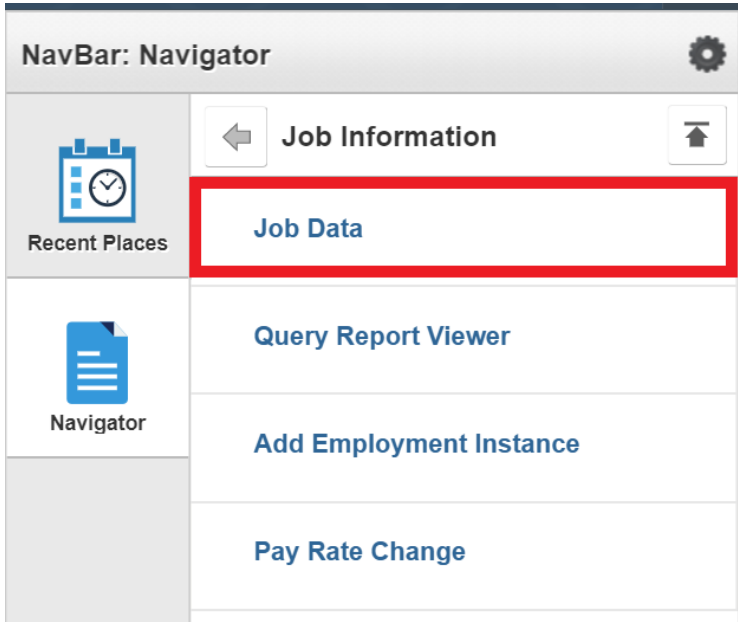 NavBar: Navigator
Job Information
Recent Places
Job Data
Query Report Viewer
Navigator
Add Employment Instance
Pay Rate Change